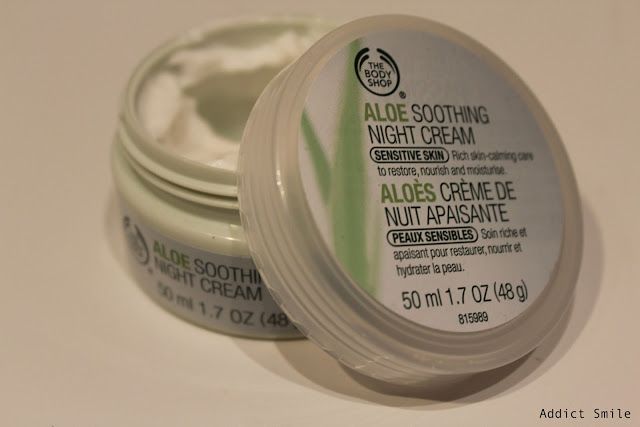 THE
BODY
SHOP
®
ALOE SOOTHING
NIGHT CREAM
SENSITIVE SKIN Rich skin-calming care
to restore, nourish and moisturise.
ALOÈS CRÈME DE
NUIT APAISANTE
PEAUX SENSIBLES Soin riche et
apaisant pour restaurer, nourrir et
hydrater la peau.
50 ml 1.7 OZ (48 g)
815989
ALOE SOOTHIN
NIGHT CREAM
50 ml 1.7 OZ (48
Addict Smile